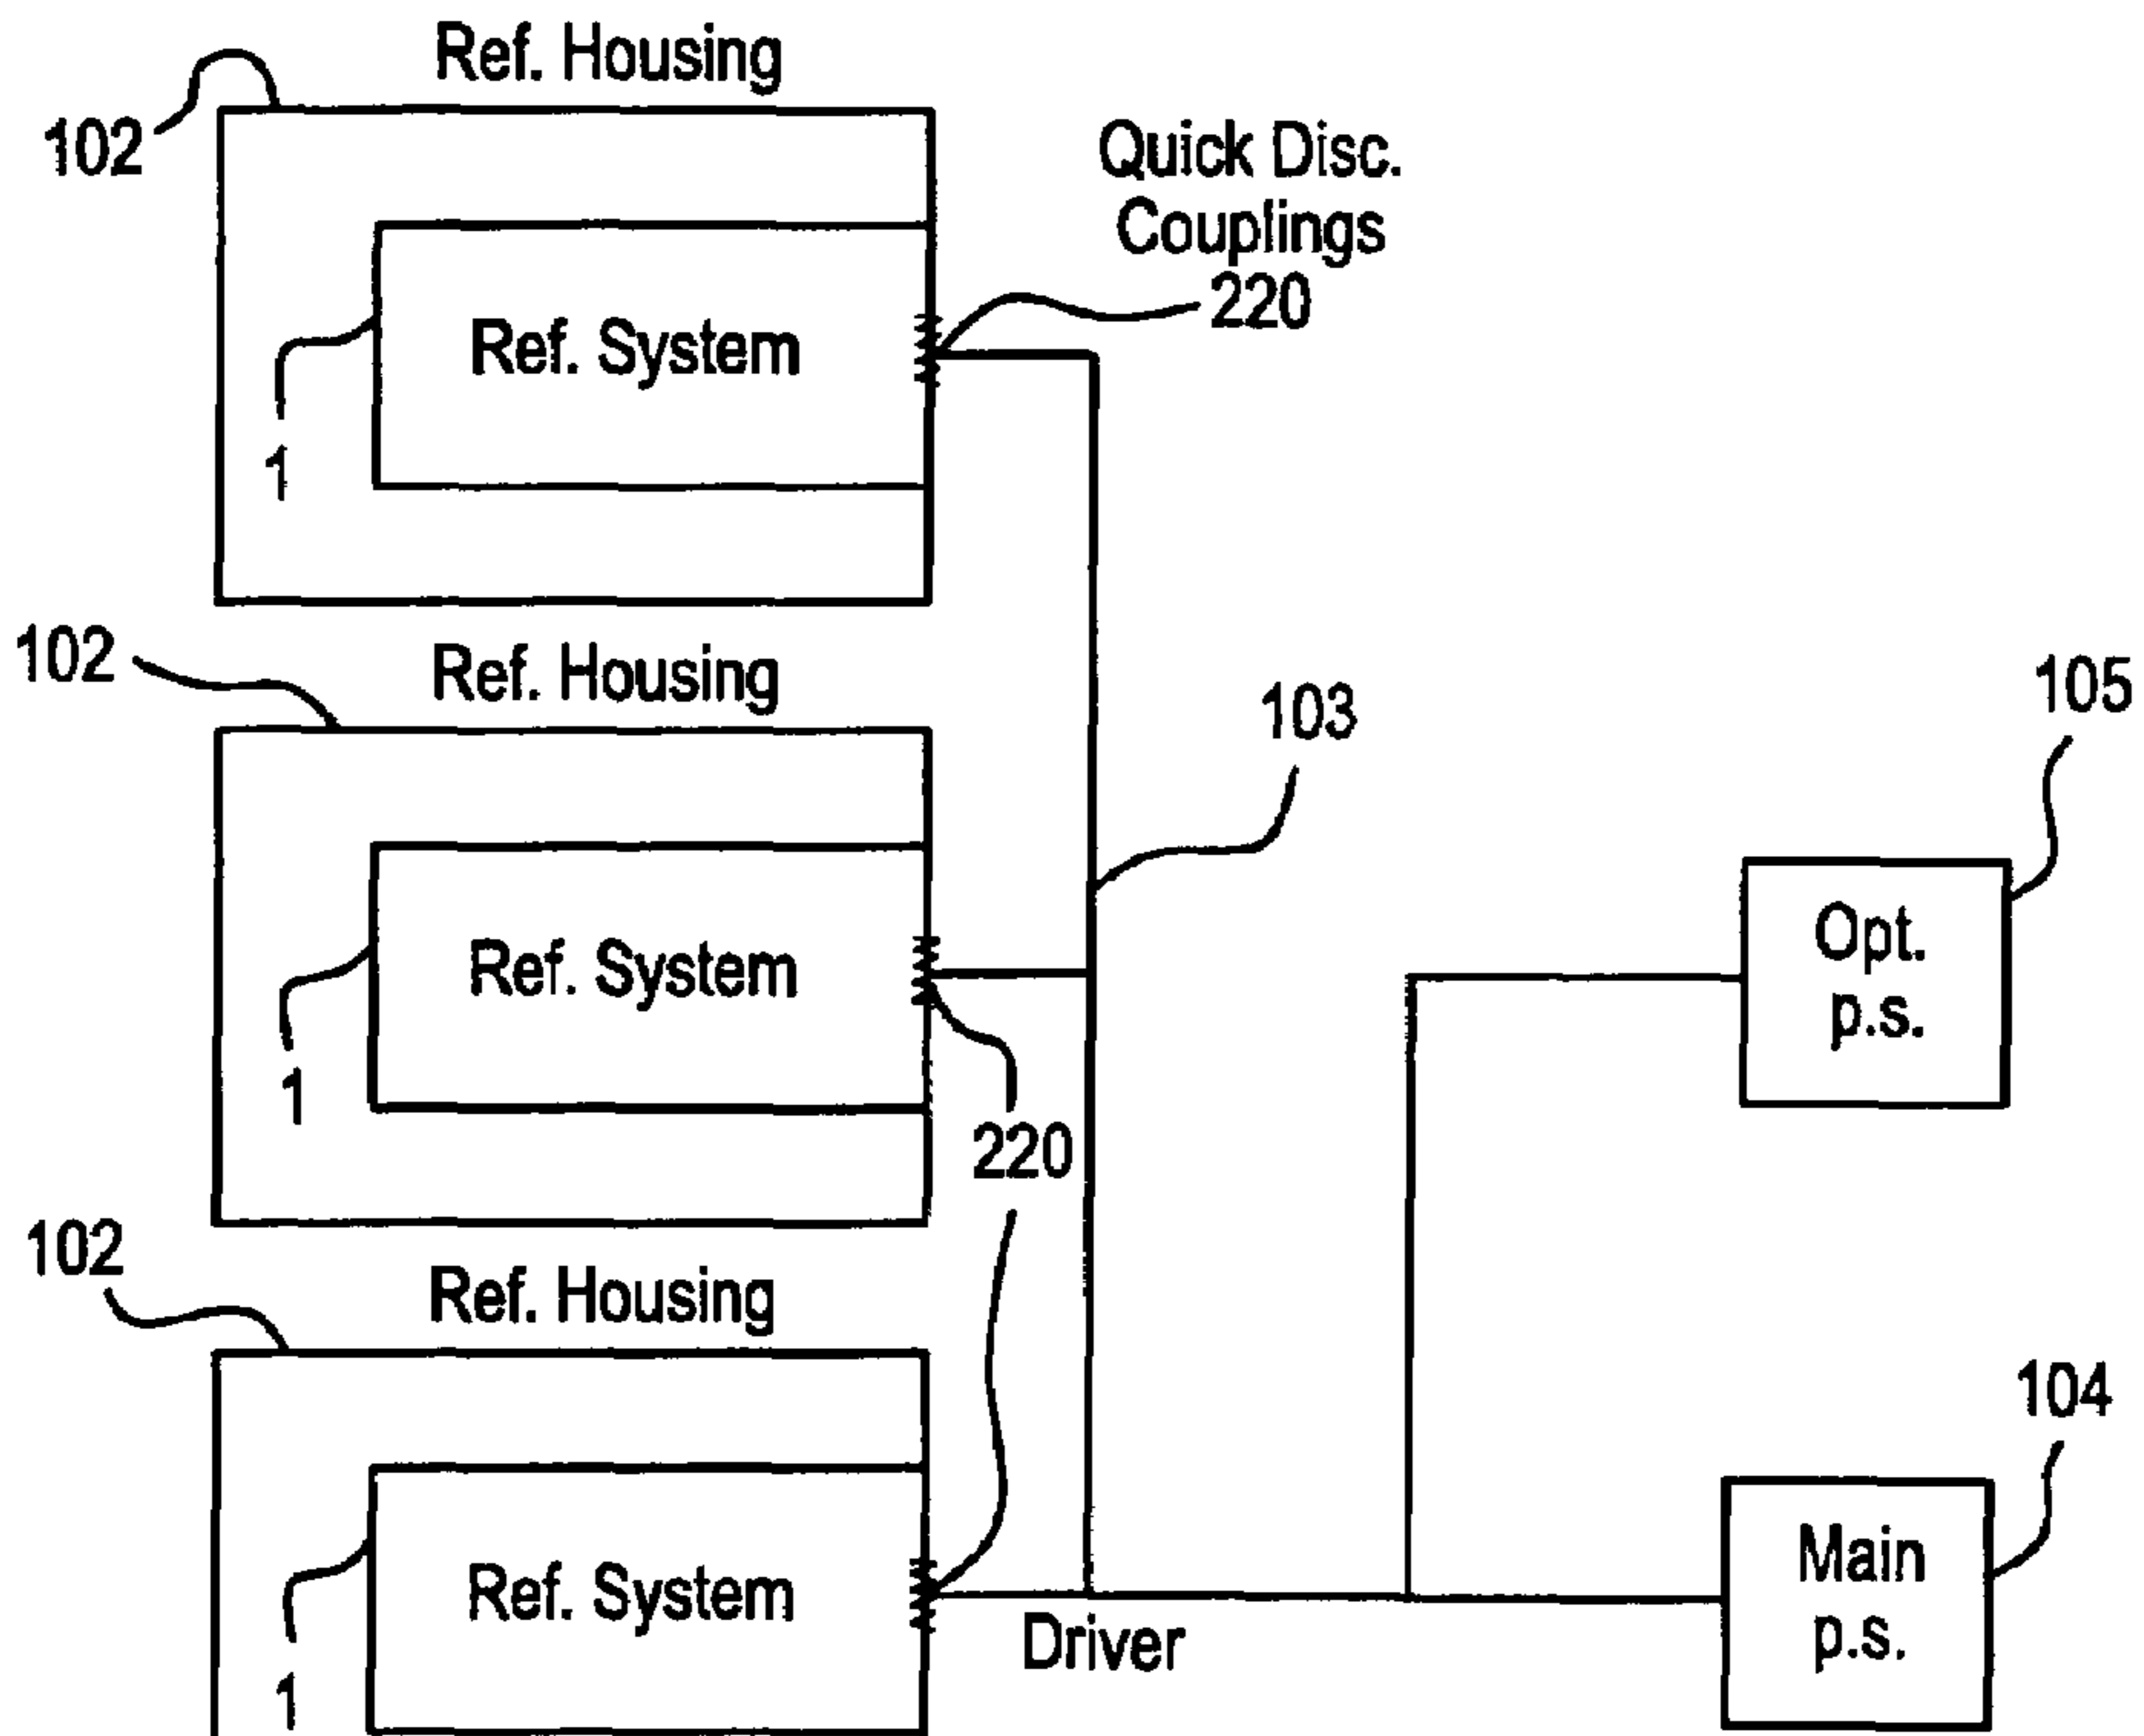 Ref. Housing
102
Quick Disc.
Couplings
220
Ref. System
1
102
Ref. Housing
103
105
Ref. System
Opt.
p.s.
1
220
102
Ref. Housing
104
Ref. System
Main
p.s.
Driver
1